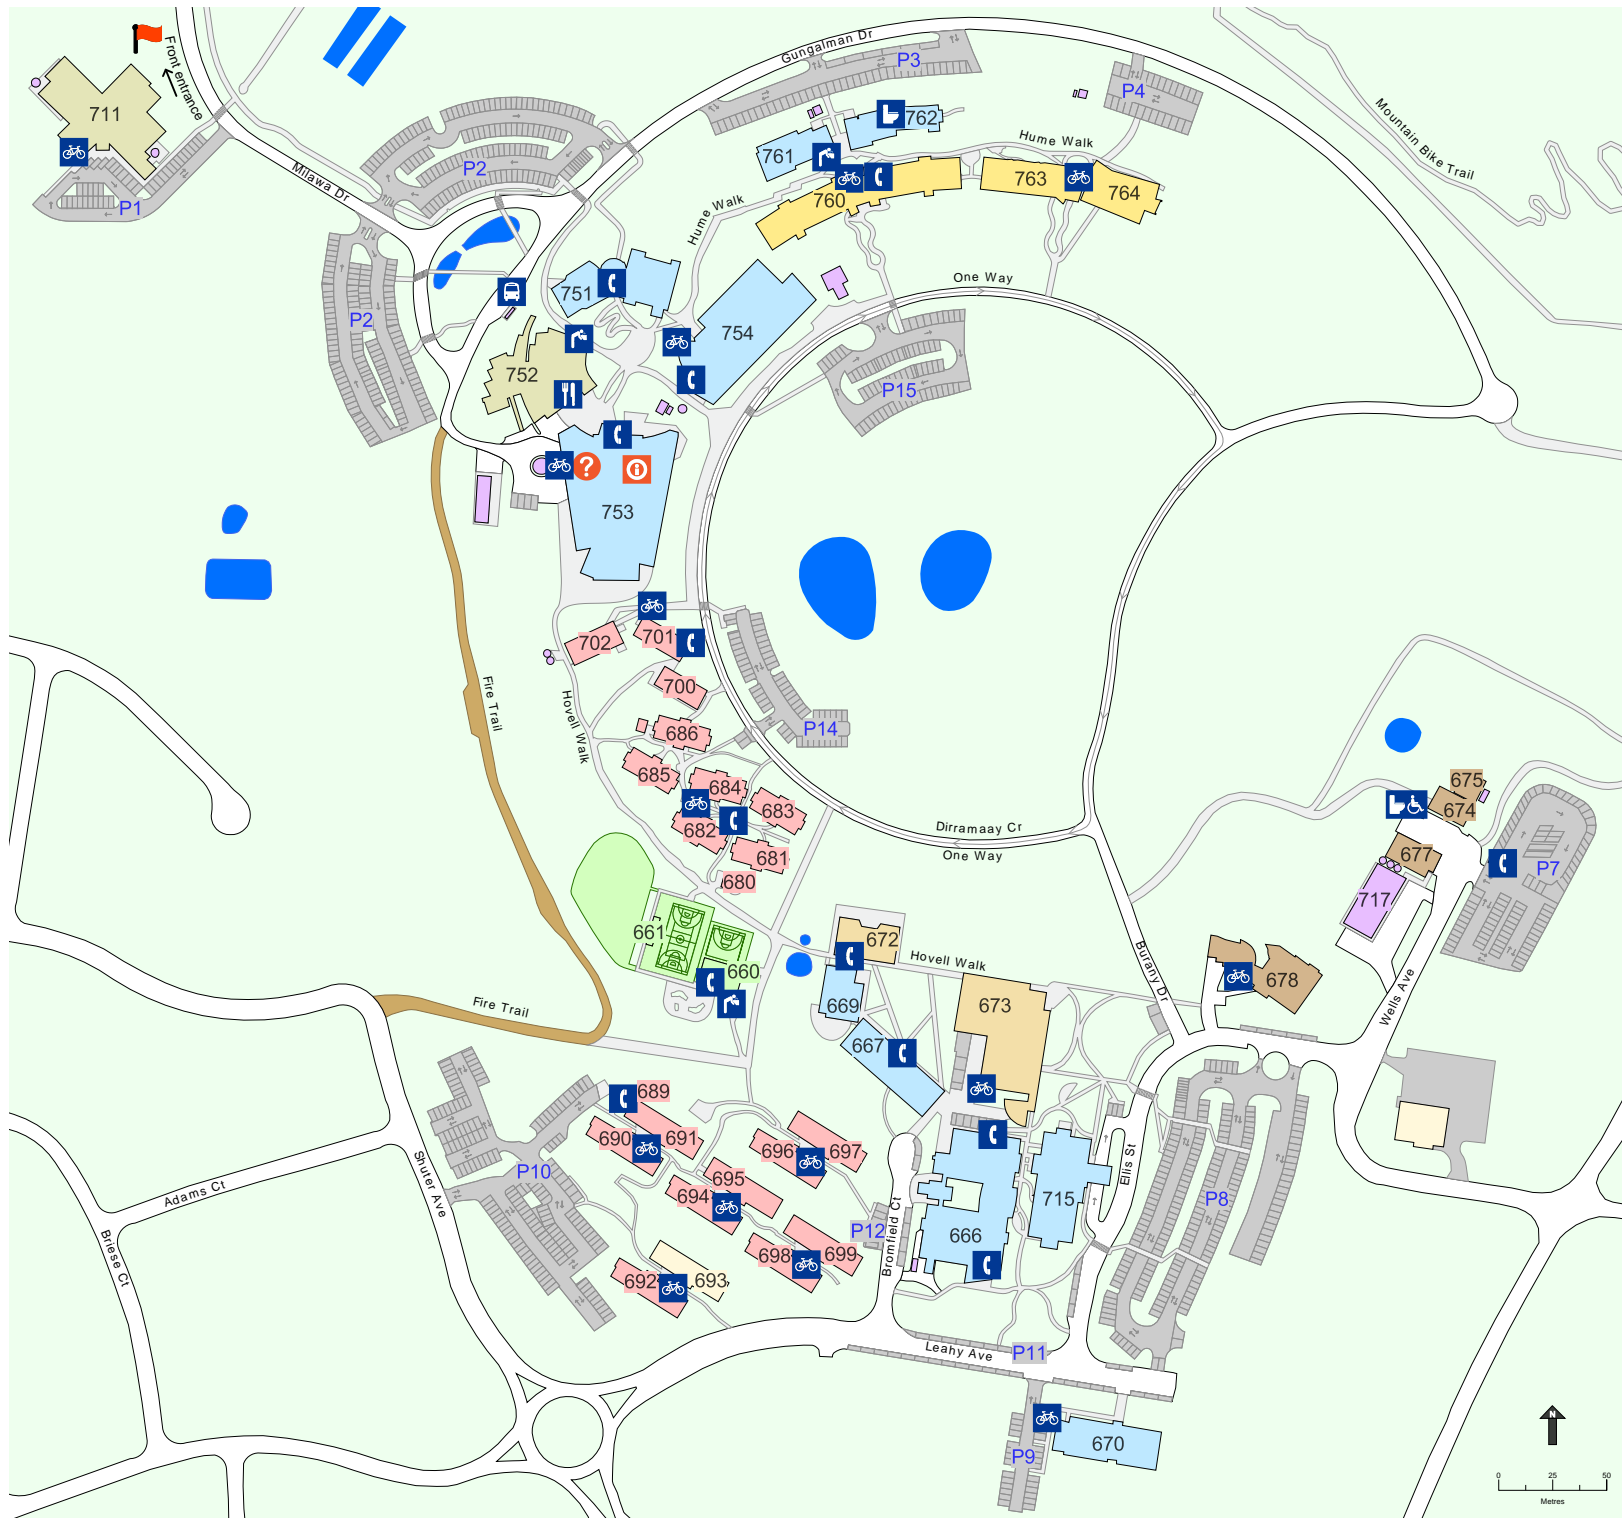 Front entrance
711
P1
Milawa Dr
P2
P2
Gungalman Dr
P3
P4
Mountain Bike Trail
762
761
Hume Walk
Hume Walk
763
764
760
One Way
751
754
752
P15
?
753
702
701
700
Fire Trail
Hovell Walk
686
685
684
683
682
681
680
P14
Dirramaay Cr
One Way
675
674
677
P7
717
661
660
672
Hovell Walk
669
673
667
Burany Dr
678
Wells Ave
Fire Trail
689
690
691
696
697
695
694
698
699
692
693
P10
P12
Shuter Ave
Adams Ct
Briese Ct
Bromfield Ct
666
715
Ellis St
P8
Leahy Ave
P11
P9
670
N
0 25 50
Metres